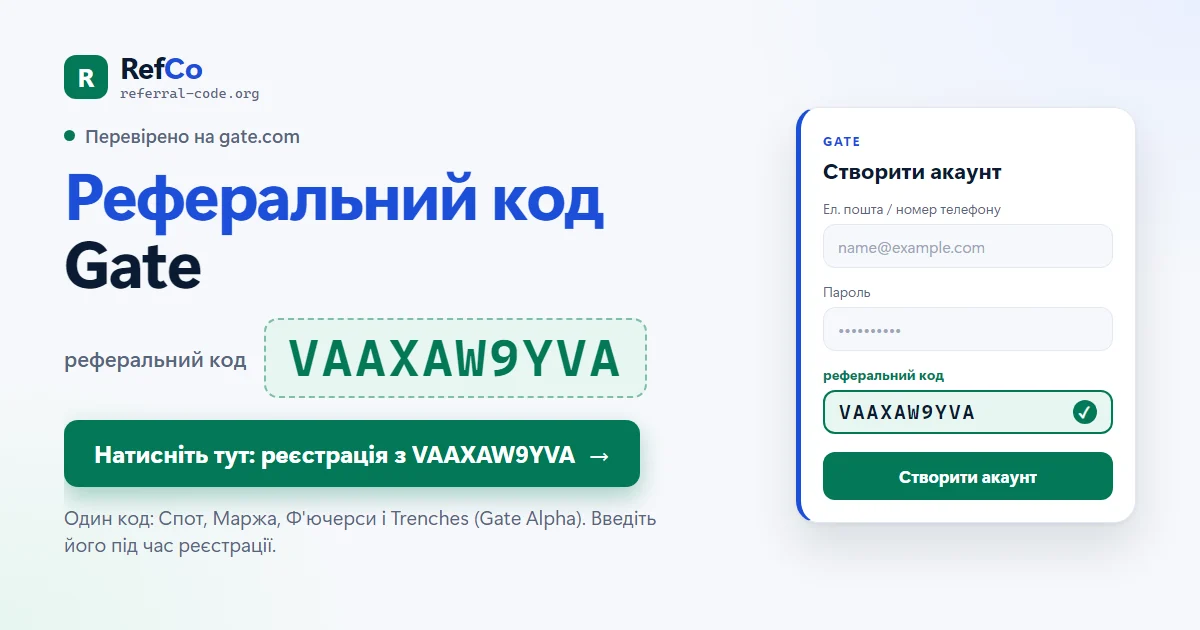 R
RefCo
referral-code.org
Перевірено на gate.com
Реферальний код
Gate
реферальний код
VAAXAW9YVA
Натисніть тут: реєстрація з VAAXAW9YVA →
Один код: Спот, Маржа, Ф'ючерси і Trenches (Gate Alpha). Введіть
його під час реєстрації.
GATE
Створити акаунт
Ел. пошта / номер телефону
name@example.com
Пароль
••••••••••
реферальний код
VAAXAW9YVA
Створити акаунт